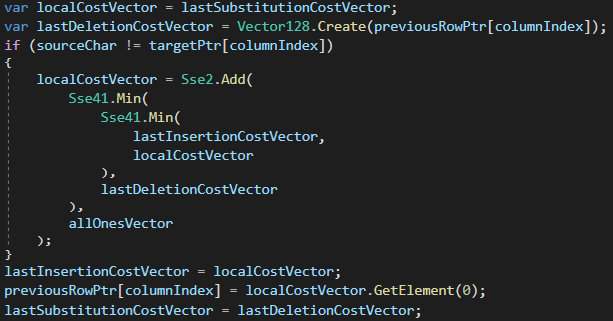 var localCostVector = lastSubstitutionCostVector;
var lastDeletionCostVector = Vector128.Create(previousRowPtr[columnIndex]);
if (sourceChar != targetPtr[columnIndex])
{
    localCostVector = Sse2.Add(
        Sse41.Min(
            Sse41.Min(
                lastInsertionCostVector,
                localCostVector
            ),
            lastDeletionCostVector
        ),
        allOnesVector
    );
}
lastInsertionCostVector = localCostVector;
previousRowPtr[columnIndex] = localCostVector.GetElement(0);
lastSubstitutionCostVector = lastDeletionCostVector;